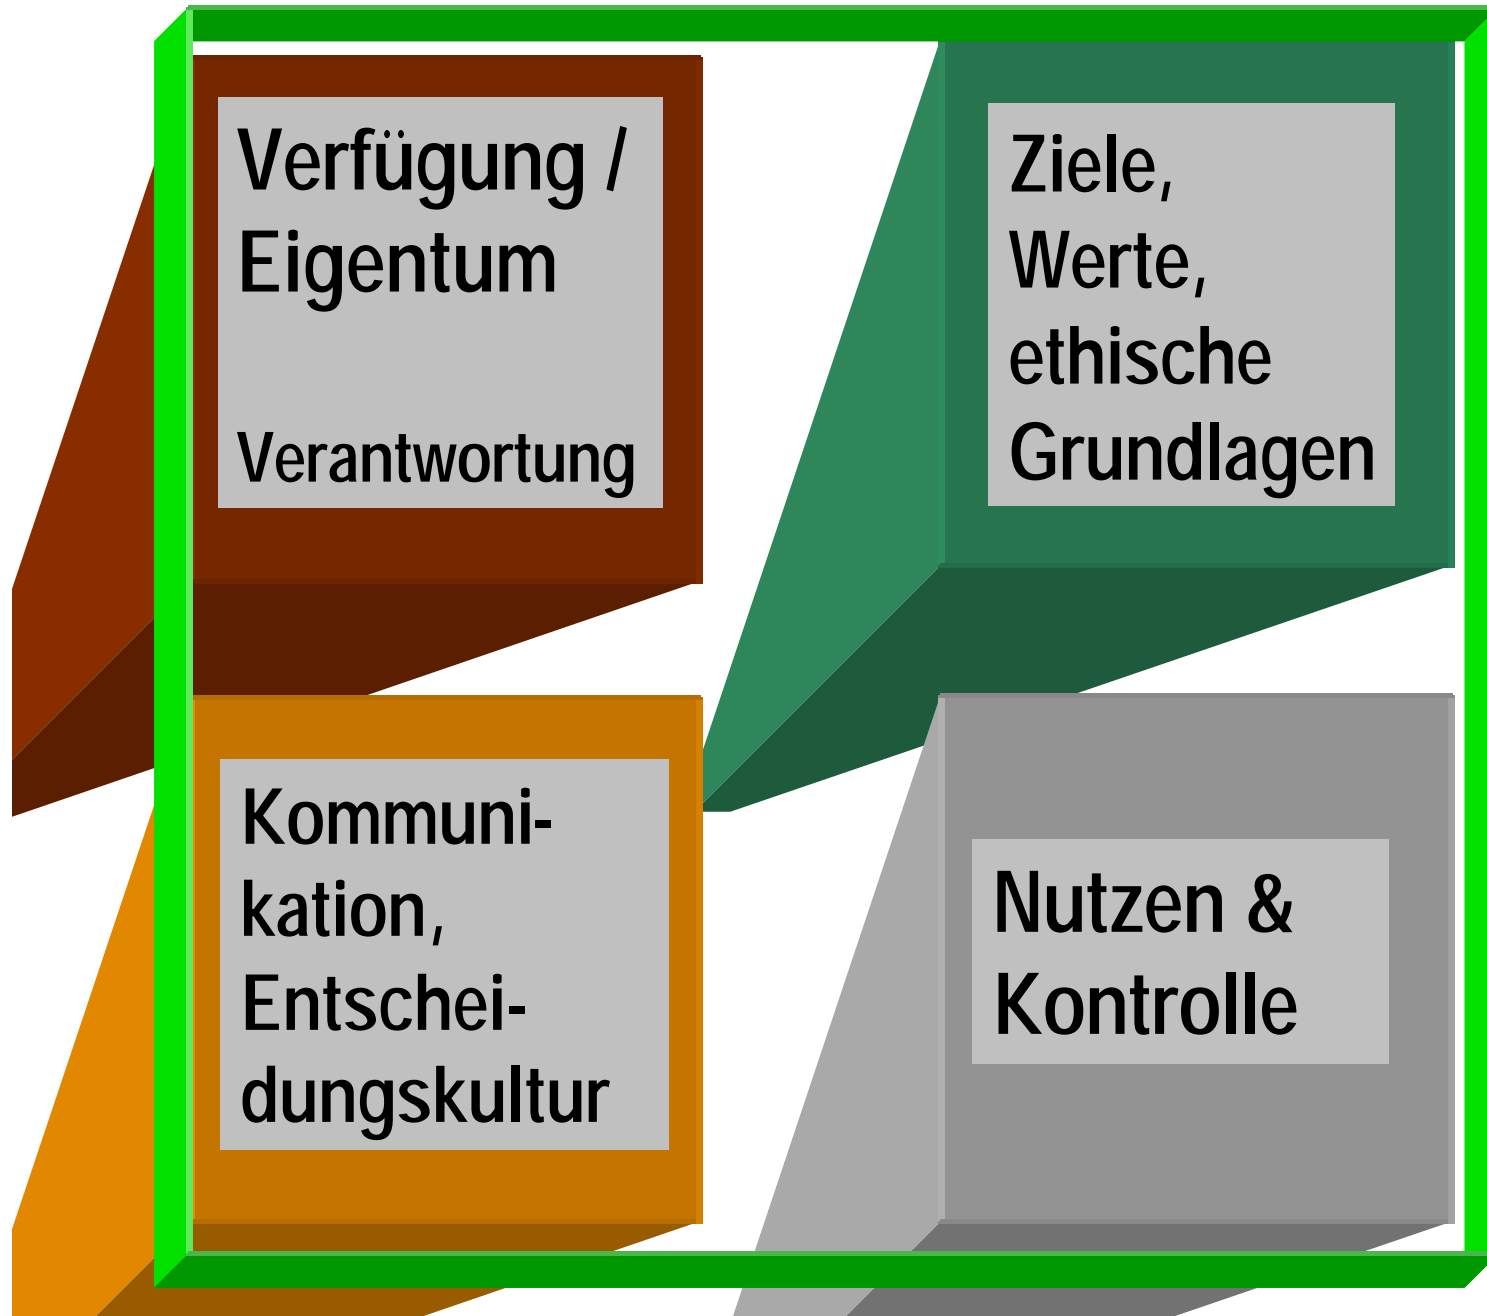 Verfügung /
Eigentum
Verantwortung
Ziele,
Werte,
ethische
Grundlagen
Kommuni-
kation,
Entschei-
dungskultur
Nutzen &
Kontrolle